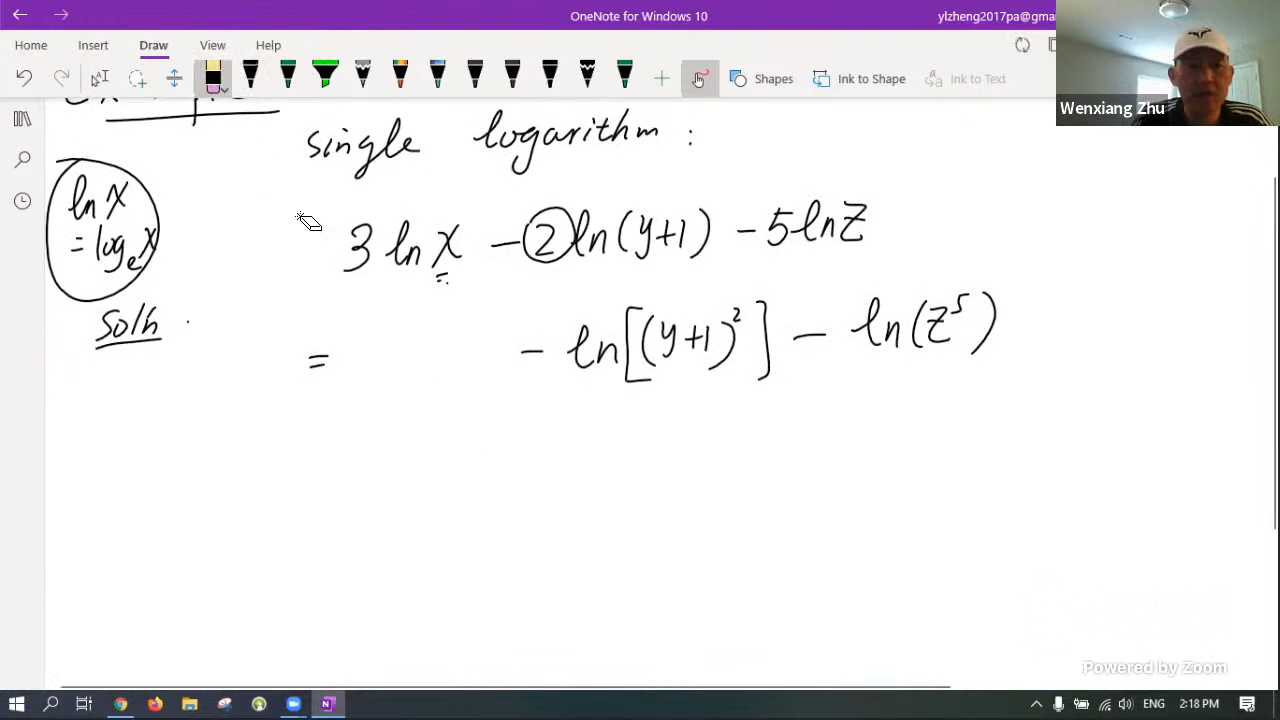 OneNote for Windows 10
ylzheng2017pa@gma
Home Insert Draw View Help
Shapes Ink to Shape Ink to Text
Wenxiang Zhu
single logarithm :
ln x
= log_e x
3 ln x - 2 ln (y+1) - 5 ln z
Soln
= - ln[(y+1)^2] - ln(z^5)
Powered by Zoom
ENG 2:18 PM